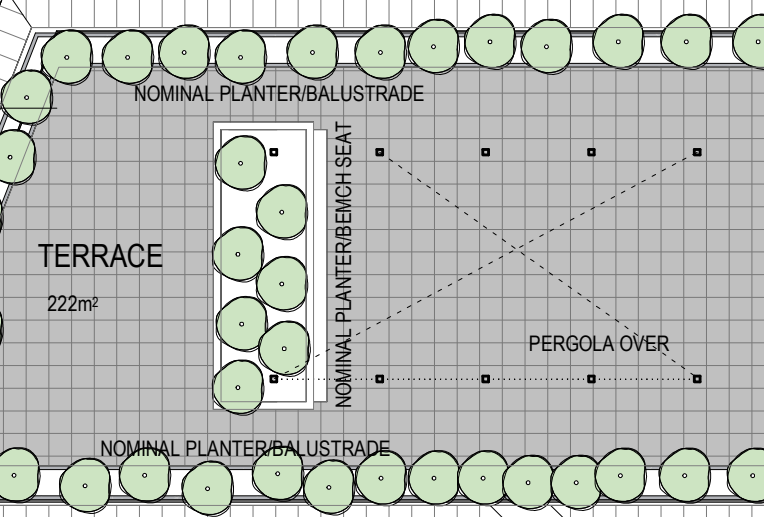 NOMINAL PLANTER/BALUSTRADE
NOMINAL PLANTER/BEMCH SEAT
TERRACE
222m²
PERGOLA OVER
NOMINAL PLANTER/BALUSTRADE